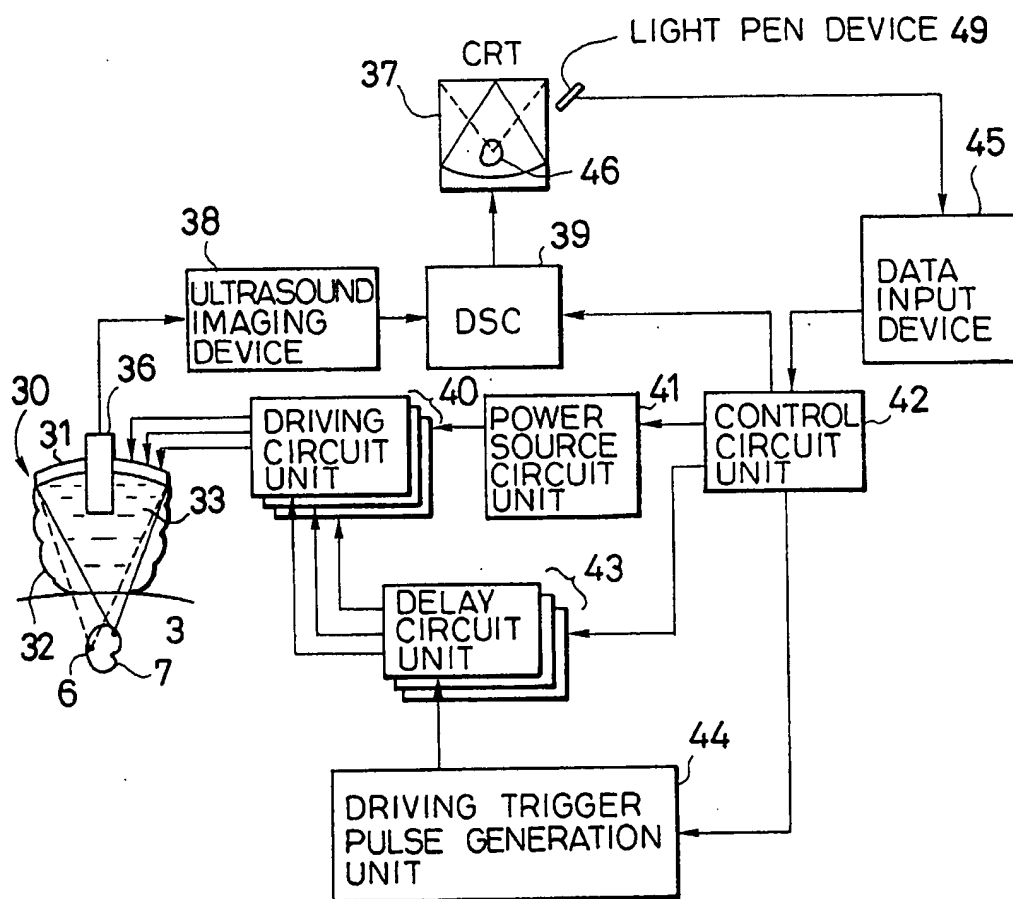 LIGHT PEN DEVICE 49
CRT
37
46
45
DATA
INPUT
DEVICE
38
ULTRASOUND
IMAGING
DEVICE
39
DSC
36
30
31
33
32
3
6
7
40
DRIVING
CIRCUIT
UNIT
41
POWER
SOURCE
CIRCUIT
UNIT
42
CONTROL
CIRCUIT
UNIT
43
DELAY
CIRCUIT
UNIT
44
DRIVING TRIGGER
PULSE GENERATION
UNIT